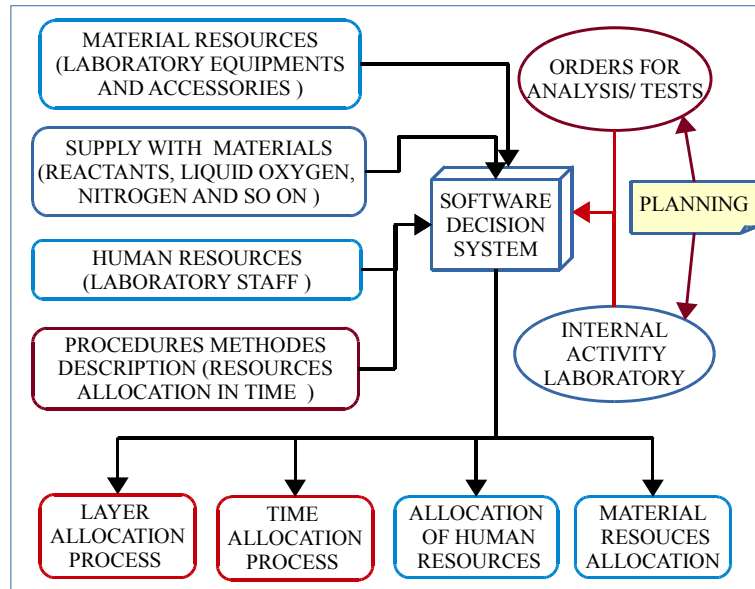 MATERIAL RESOURCES
(LABORATORY EQUIPMENTS
AND ACCESSORIES )
SUPPLY WITH MATERIALS
(REACTANTS, LIQUID OXYGEN,
NITROGEN AND SO ON )
HUMAN RESOURCES
(LABORATORY STAFF )
PROCEDURES METHODES
DESCRIPTION (RESOURCES
ALLOCATION IN TIME )
SOFTWARE
DECISION
SYSTEM
ORDERS FOR
ANALYSIS/ TESTS
PLANNING
INTERNAL
ACTIVITY
LABORATORY
LAYER
ALLOCATION
PROCESS
TIME
ALLOCATION
PROCESS
ALLOCATION
OF HUMAN
RESOURCES
MATERIAL
RESOUCES
ALLOCATION